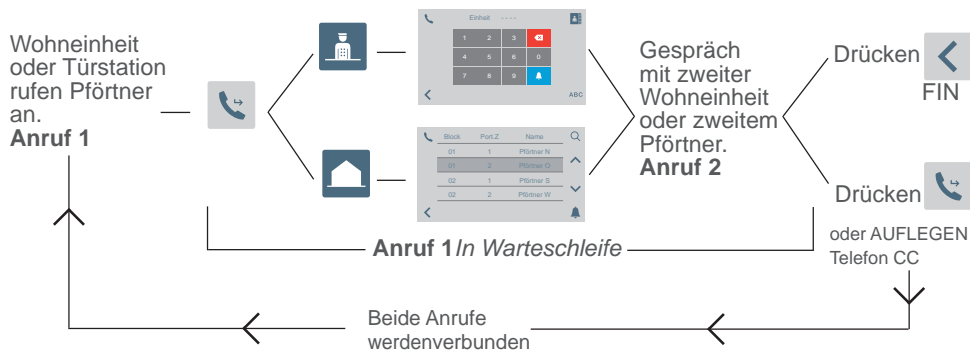 Wohneinheit
oder Türstation
rufen Pförtner
an.
Anruf 1
Einheit ----
1 2 3
4 5 6 0
7 8 9
ABC
Block Port.Z Name
01 1 Pförtner N
01 2 Pförtner O
02 1 Pförtner S
02 2 Pförtner W
Gespräch
mit zweiter
Wohneinheit
oder zweitem
Pförtner.
Anruf 2
Drücken
FIN
Drücken
oder AUFLEGEN
Telefon CC
Anruf 1 In Warteschleife
Beide Anrufe
werdenverbunden